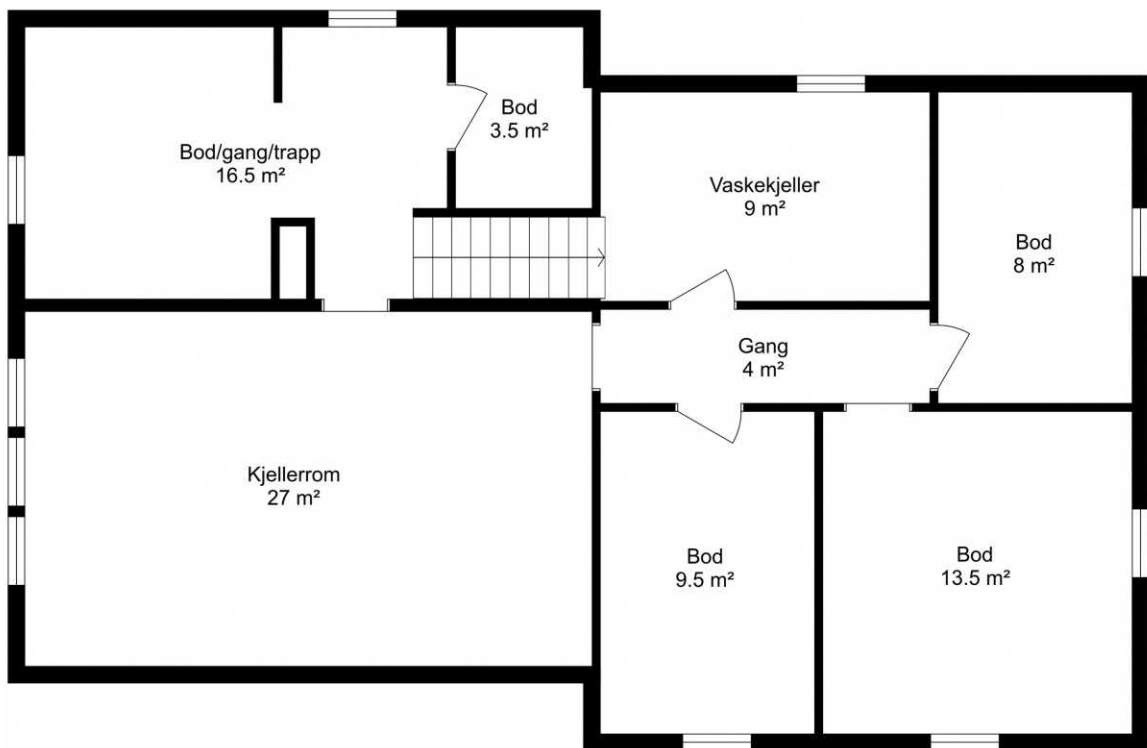 Bod
3.5 m²
Bod/gang/trapp
16.5 m²
Vaskekjeller
9 m²
Bod
8 m²
Gang
4 m²
Kjellerrom
27 m²
Bod
9.5 m²
Bod
13.5 m²